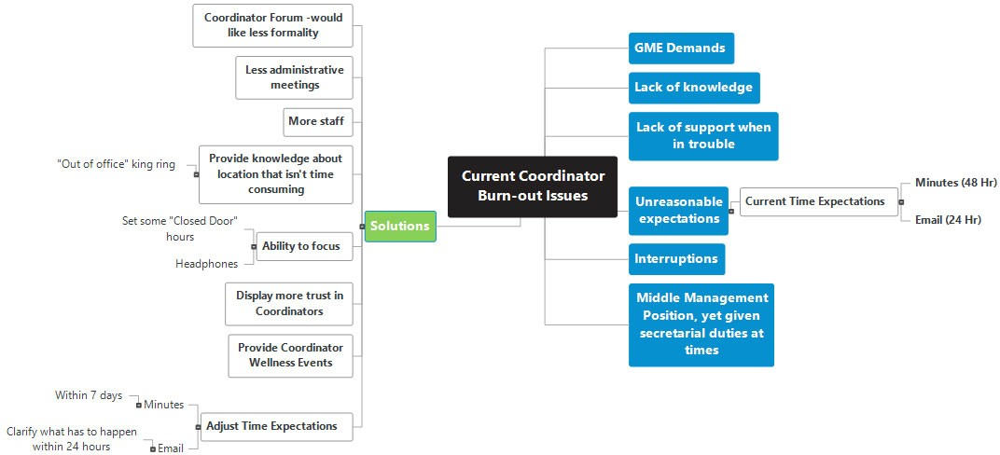 Coordinator Forum -would
like less formality
Less administrative
meetings
More staff
"Out of office" king ring
Provide knowledge about
location that isn't time
consuming
Set some "Closed Door"
hours
Headphones
Ability to focus
Display more trust in
Coordinators
Provide Coordinator
Wellness Events
Within 7 days
Minutes
Clarify what has to happen
within 24 hours
Email
Adjust Time Expectations
Solutions
Current Coordinator
Burn-out Issues
GME Demands
Lack of knowledge
Lack of support when
in trouble
Unreasonable
expectations
Current Time Expectations
Minutes (48 Hr)
Email (24 Hr)
Interruptions
Middle Management
Position, yet given
secretarial duties at
times